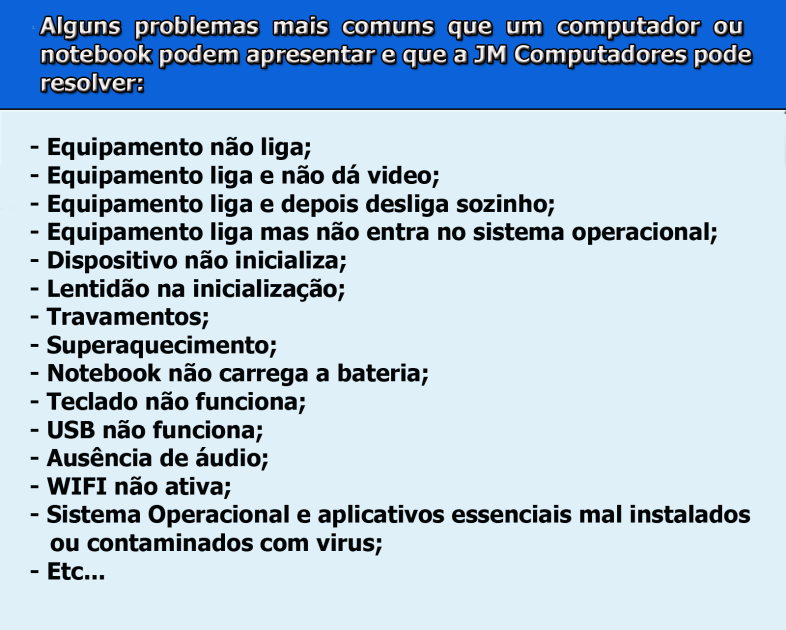 Alguns problemas mais comuns que um computador ou
notebook podem apresentar e que a JM Computadores pode
resolver:
- Equipamento não liga;
- Equipamento liga e não dá video;
- Equipamento liga e depois desliga sozinho;
- Equipamento liga mas não entra no sistema operacional;
- Dispositivo não inicializa;
- Lentidão na inicialização;
- Travamentos;
- Superaquecimento;
- Notebook não carrega a bateria;
- Teclado não funciona;
- USB não funciona;
- Ausência de áudio;
- WIFI não ativa;
- Sistema Operacional e aplicativos essenciais mal instalados
ou contaminados com virus;
- Etc...